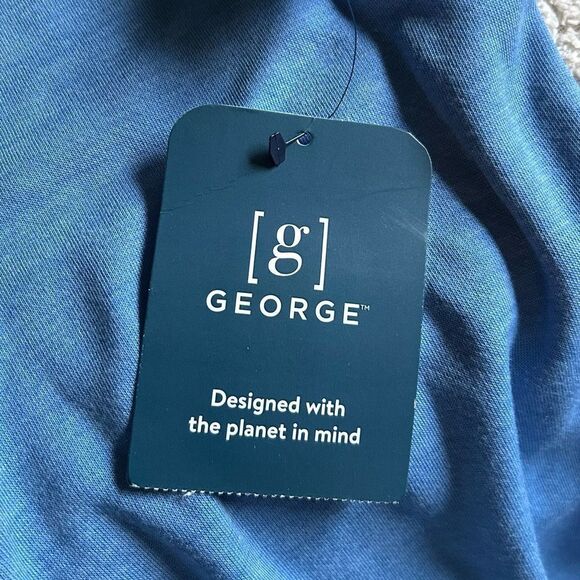 [g]
GEORGE™
Designed with
the planet in mind